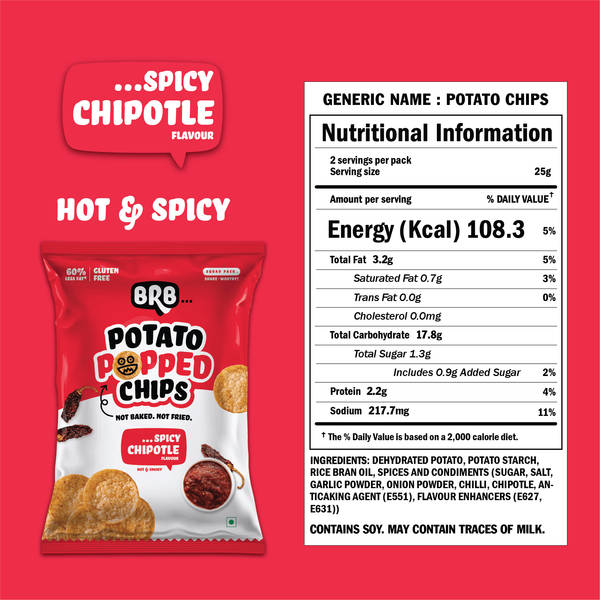 ...SPICY
CHIPOTLE
FLAVOUR
HOT & SPICY
60%
LESS FAT*
GLUTEN
FREE
SUGAR PACK
SHARE-WORTHY
BRB...
POTATO
POPPED
CHIPS
NOT BAKED. NOT FRIED.
...SPICY
CHIPOTLE
FLAVOUR
HOT & SPICY
GENERIC NAME : POTATO CHIPS
Nutritional Information
2 servings per pack
Serving size 25g
Amount per serving % DAILY VALUE†
Energy (Kcal) 108.3 5%
Total Fat 3.2g 5%
Saturated Fat 0.7g 3%
Trans Fat 0.0g 0%
Cholesterol 0.0mg
Total Carbohydrate 17.8g
Total Sugar 1.3g
Includes 0.9g Added Sugar 2%
Protein 2.2g 4%
Sodium 217.7mg 11%
† The % Daily Value is based on a 2,000 calorie diet.
INGREDIENTS: DEHYDRATED POTATO, POTATO STARCH,
RICE BRAN OIL, SPICES AND CONDIMENTS (SUGAR, SALT,
GARLIC POWDER, ONION POWDER, CHILLI, CHIPOTLE, AN-
TICAKING AGENT (E551), FLAVOUR ENHANCERS (E627,
E631))
CONTAINS SOY. MAY CONTAIN TRACES OF MILK.